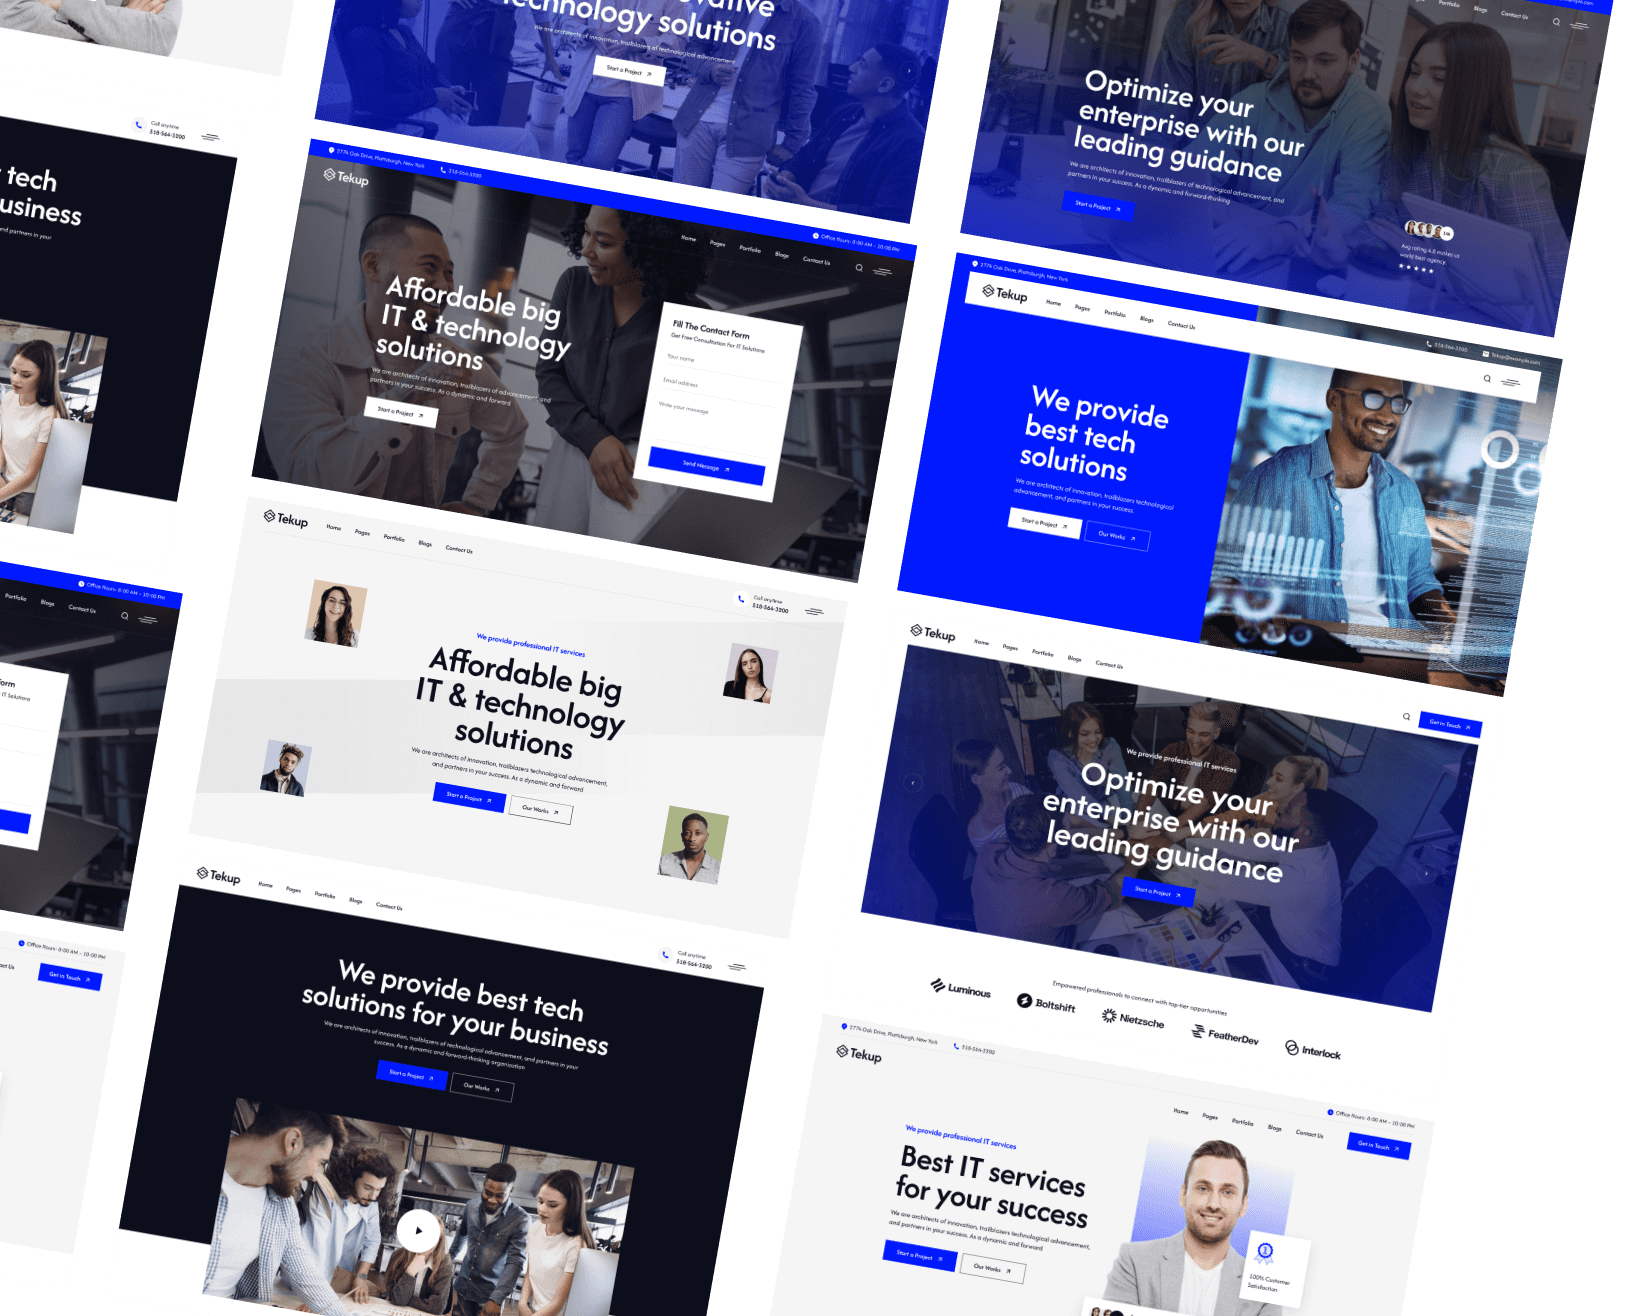 technology solutions
We are architects of innovation, trailblazers of technological advancement
Start a Project
Portfolio
Blogs
Contact Us
Optimize your
enterprise with our
leading guidance
We are architects of innovation, trailblazers of technological advancement, and
partners in your success. As a dynamic and forward-thinking
Start a Project
Avg rating 4.8 makes us
world best agency.
Call anytime
518-564-3200
tech
business
and partners in your
2774 Oak Drive, Plattsburgh, New York
518-564-3200
Office Hours: 8:00 AM – 10:00 PM
Tekup
Home
Pages
Portfolio
Blogs
Contact Us
Affordable big
IT & technology
solutions
We are architects of innovation, trailblazers of advancement, and
partners in your success. As a dynamic and forward
Start a Project
Fill The Contact Form
Get Free Consultation For IT Solutions
Your name
Email address
Write your message
Send Message
2774 Oak Drive, Plattsburgh, New York
518-564-3200
Tekup@example.com
Tekup
Home
Pages
Portfolio
Blogs
Contact Us
We provide
best tech
solutions
We are architects of innovation, trailblazers technological
advancement, and partners in your success.
Start a Project
Our Works
Office Hours: 8:00 AM – 10:00 PM
Portfolio
Blogs
Contact Us
IT Solutions
Tekup
Home
Pages
Portfolio
Blogs
Contact Us
Call anytime
518-564-3200
We provide professional IT services
Affordable big
IT & technology
solutions
We are architects of innovation, trailblazers technological advancement,
and partners in your success. As a dynamic and forward
Start a Project
Our Works
Tekup
Home
Pages
Portfolio
Blogs
Contact Us
Get in Touch
We provide professional IT services
Optimize your
enterprise with our
leading guidance
Start a Project
Empowered professionals to connect with top-tier opportunities
Luminous
Boltshift
Nietzsche
FeatherDev
Interlock
Office Hours: 8:00 AM – 10:00 PM
Get in Touch
Tekup
Home
Pages
Portfolio
Blogs
Contact Us
Call anytime
518-564-3200
We provide best tech
solutions for your business
We are architects of innovation, trailblazers of technological advancement, and partners in your
success. As a dynamic and forward-thinking organization
Start a Project
Our Works
2774 Oak Drive, Plattsburgh, New York
518-564-3200
Office Hours: 8:00 AM – 10:00 PM
Tekup
Home
Pages
Portfolio
Blogs
Contact Us
Get in Touch
We provide professional IT services
Best IT services
for your success
We are architects of innovation, trailblazers technological advancement,
and partners in your success. As a dynamic and forward
Start a Project
Our Works
100% Customer
Satisfaction